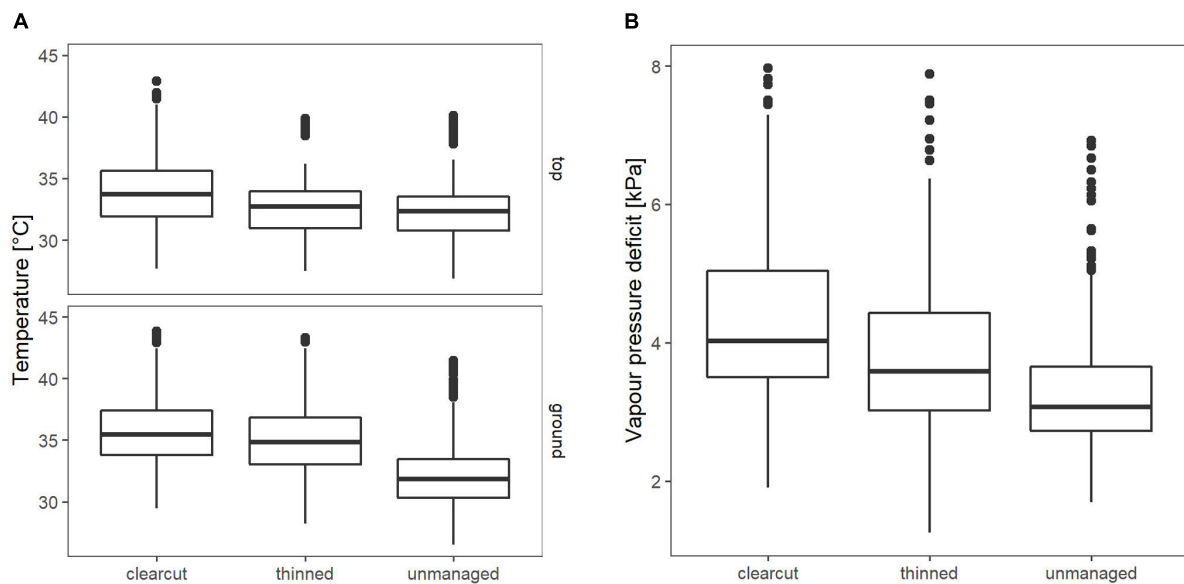 A
Temperature [°C]
45
40
35
30
top
45
40
35
30
ground
clearcut thinned unmanaged
B
Vapour pressure deficit [kPa]
8
6
4
2
clearcut thinned unmanaged